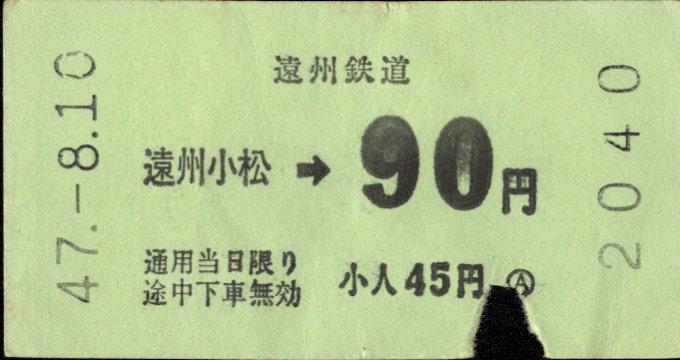 遠州鉄道
47.-8.10
遠州小松 ➡ 90円
2040
通用当日限り
途中下車無効
小人45円 Ⓐ